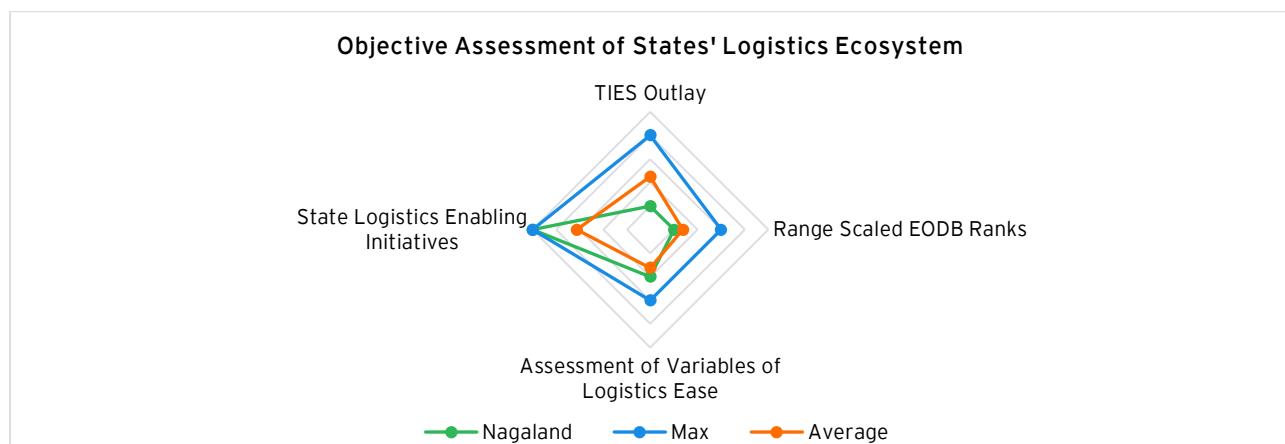 Objective Assessment of States' Logistics Ecosystem
TIES Outlay
State Logistics Enabling
Initiatives
Range Scaled EODB Ranks
Assessment of Variables of
Logistics Ease
Nagaland
Max
Average